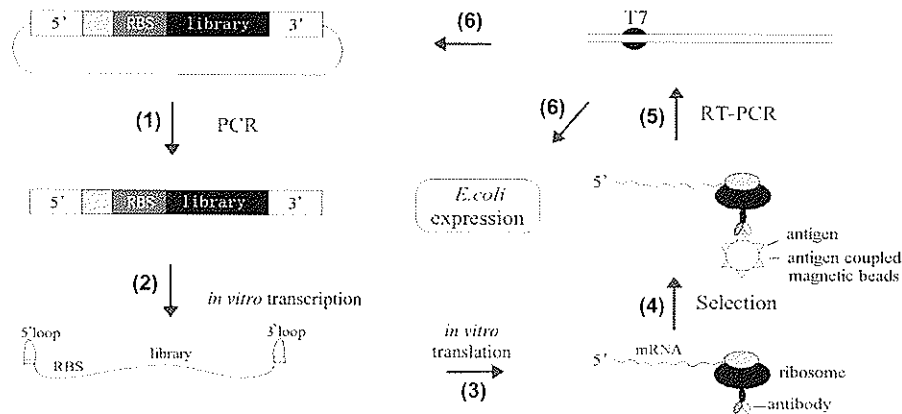 5' RBS library 3'
(6)
T7
(1)
PCR
(6)
(5)
RT-PCR
5' RBS library 3'
E.coli
expression
5'
antigen
antigen coupled
magnetic beads
(2)
in vitro transcription
(4)
Selection
5'loop
3'loop
RBS
library
in vitro
translation
(3)
5'
mRNA
ribosome
antibody